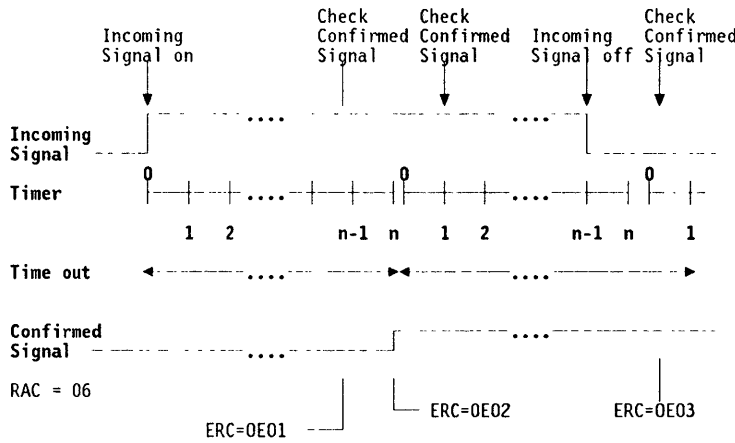 Incoming
Signal on
Check
Confirmed
Signal
Check
Confirmed
Signal
Incoming
Signal off
Check
Confirmed
Signal
Incoming
Signal
0 0 0
Timer
1 2 n-1 n 1 2 n-1 n 1
Time out
Confirmed
Signal
RAC = 06
ERC=0E01
ERC=0E02
ERC=0E03